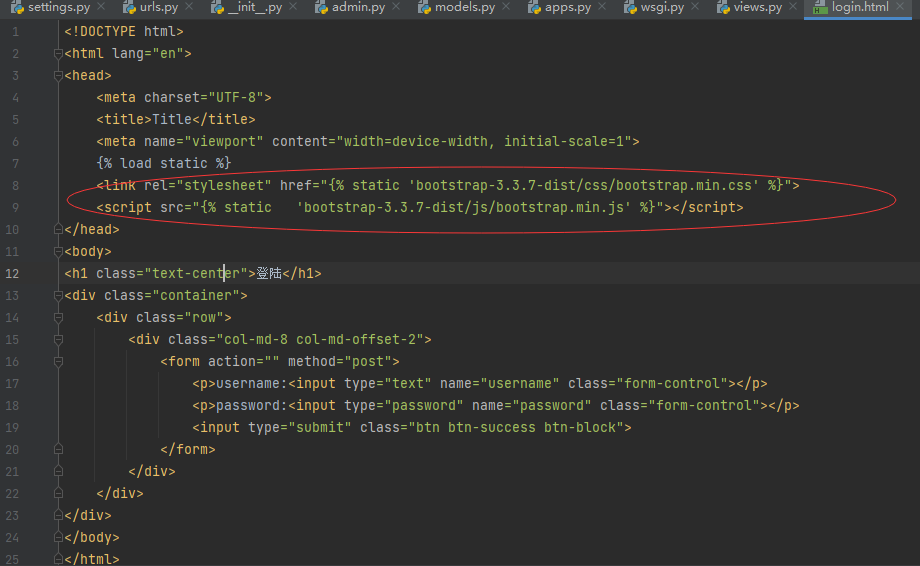 settings.py urls.py __init__.py admin.py models.py apps.py wsgi.py views.py login.html
1 <!DOCTYPE html>
2 <html lang="en">
3 <head>
4 <meta charset="UTF-8">
5 <title>Title</title>
6 <meta name="viewport" content="width=device-width, initial-scale=1">
7 {% load static %}
8 <link rel="stylesheet" href="{% static 'bootstrap-3.3.7-dist/css/bootstrap.min.css' %}">
9 <script src="{% static   'bootstrap-3.3.7-dist/js/bootstrap.min.js' %}"></script>
10 </head>
11 <body>
12 <h1 class="text-center">登陆</h1>
13 <div class="container">
14 <div class="row">
15 <div class="col-md-8 col-md-offset-2">
16 <form action="" method="post">
17 <p>username:<input type="text" name="username" class="form-control"></p>
18 <p>password:<input type="password" name="password" class="form-control"></p>
19 <input type="submit" class="btn btn-success btn-block">
20 </form>
21 </div>
22 </div>
23 </div>
24 </body>
25 </html>